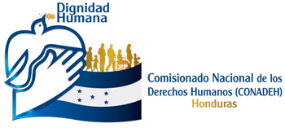 Dignidad
Humana
Comisionado Nacional de los
Derechos Humanos (CONADEH)
Honduras